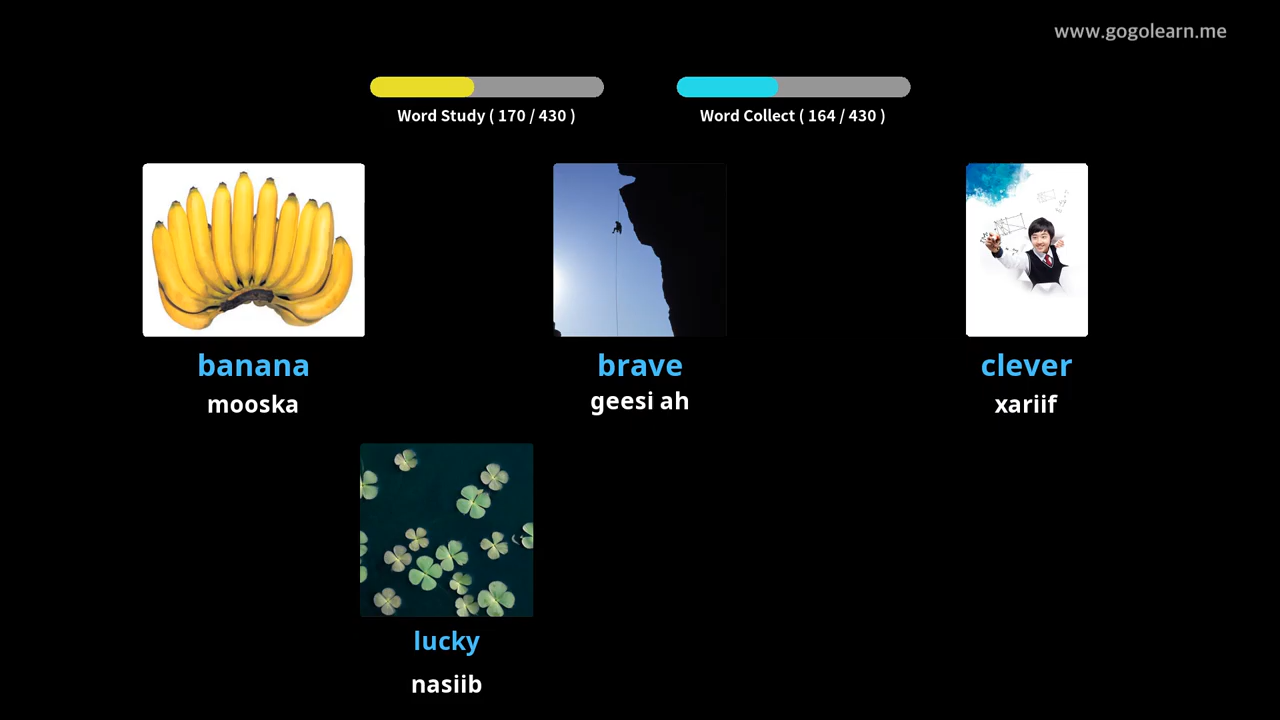 www.gogolearn.me
Word Study ( 170 / 430 )
Word Collect ( 164 / 430 )
banana
mooska
brave
geesi ah
clever
xariif
lucky
nasiib